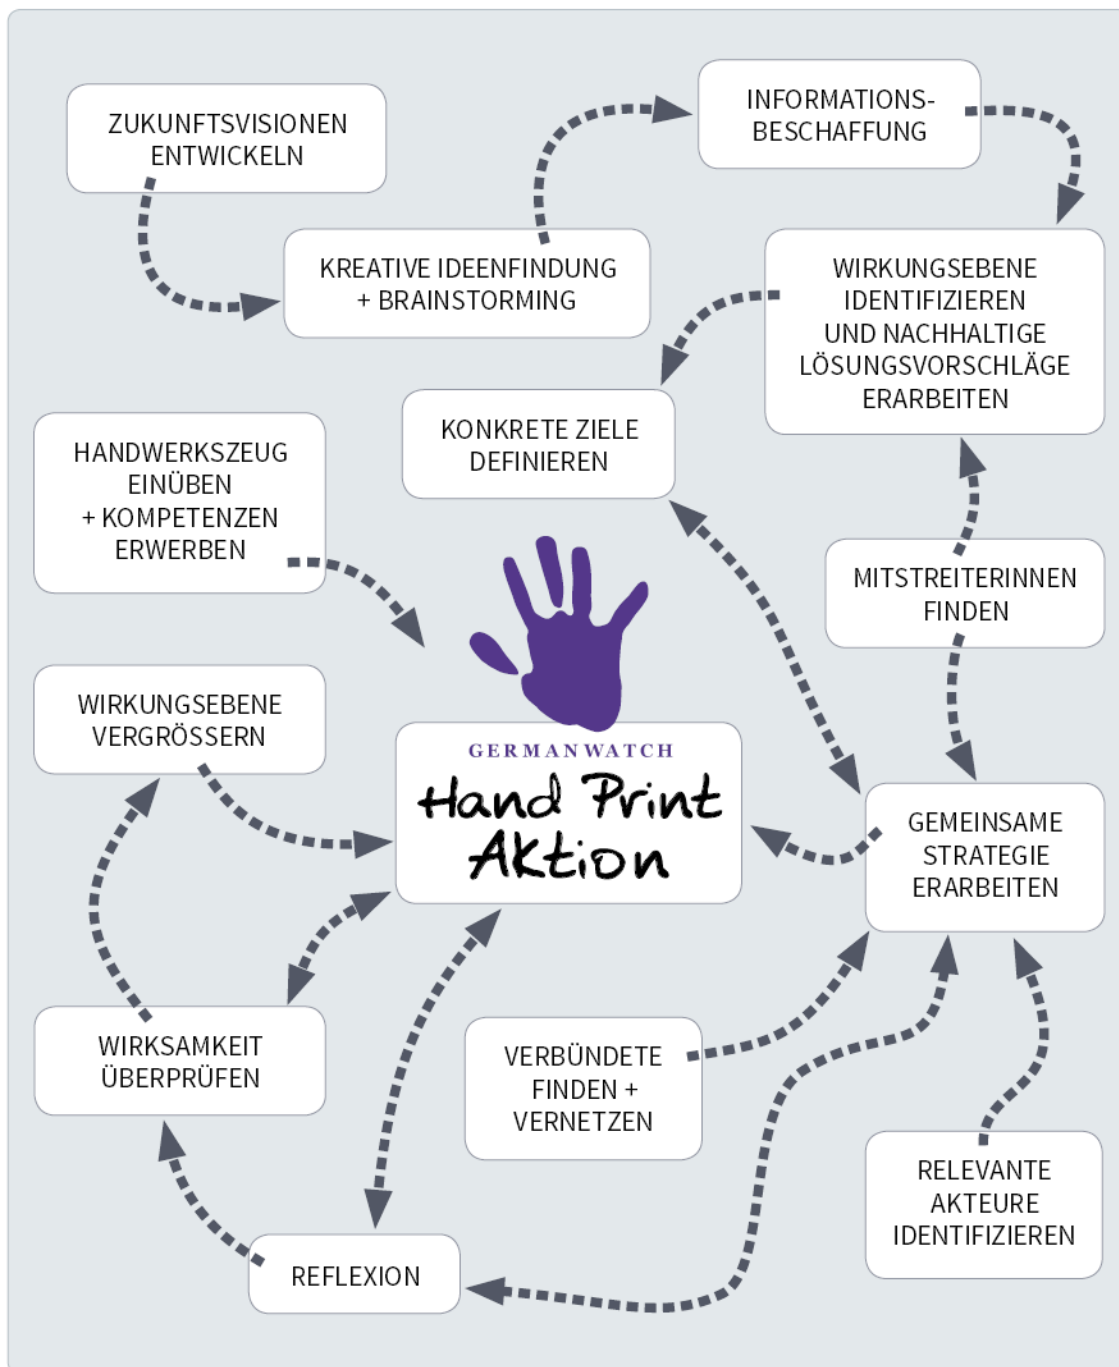 ZUKUNFTSVISIONEN
ENTWICKELN
INFORMATIONS-
BESCHAFFUNG
KREATIVE IDEENFINDUNG
+ BRAINSTORMING
WIRKUNGSEBENE
IDENTIFIZIEREN
UND NACHHALTIGE
LÖSUNGSVORSCHLÄGE
ERARBEITEN
KONKRETE ZIELE
DEFINIEREN
HANDWERKSZEUG
EINÜBEN
+ KOMPETENZEN
ERWERBEN
MITSTREITERINNEN
FINDEN
WIRKUNGSEBENE
VERGRÖSSERN
GERMANWATCH
Hand Print
Aktion
GEMEINSAME
STRATEGIE
ERARBEITEN
WIRKSAMKEIT
ÜBERPRÜFEN
VERBÜNDETE
FINDEN +
VERNETZEN
RELEVANTE
AKTEURE
IDENTIFIZIEREN
REFLEXION